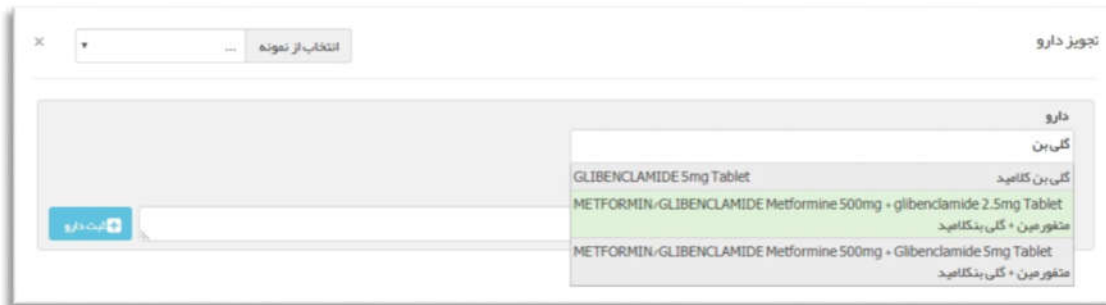 تجویز دارو
انتخاب از نمونه ...
×
دارو
گلی بن
گلی بن کلامید GLIBENCLAMIDE 5mg Tablet
METFORMIN/GLIBENCLAMIDE Metformine 500mg + glibenclamide 2.5mg Tablet
متفورمین + گلی بنکلامید
METFORMIN/GLIBENCLAMIDE Metformine 500mg + Glibenclamide 5mg Tablet
متفورمین + گلی بنکلامید
ثبت دارو